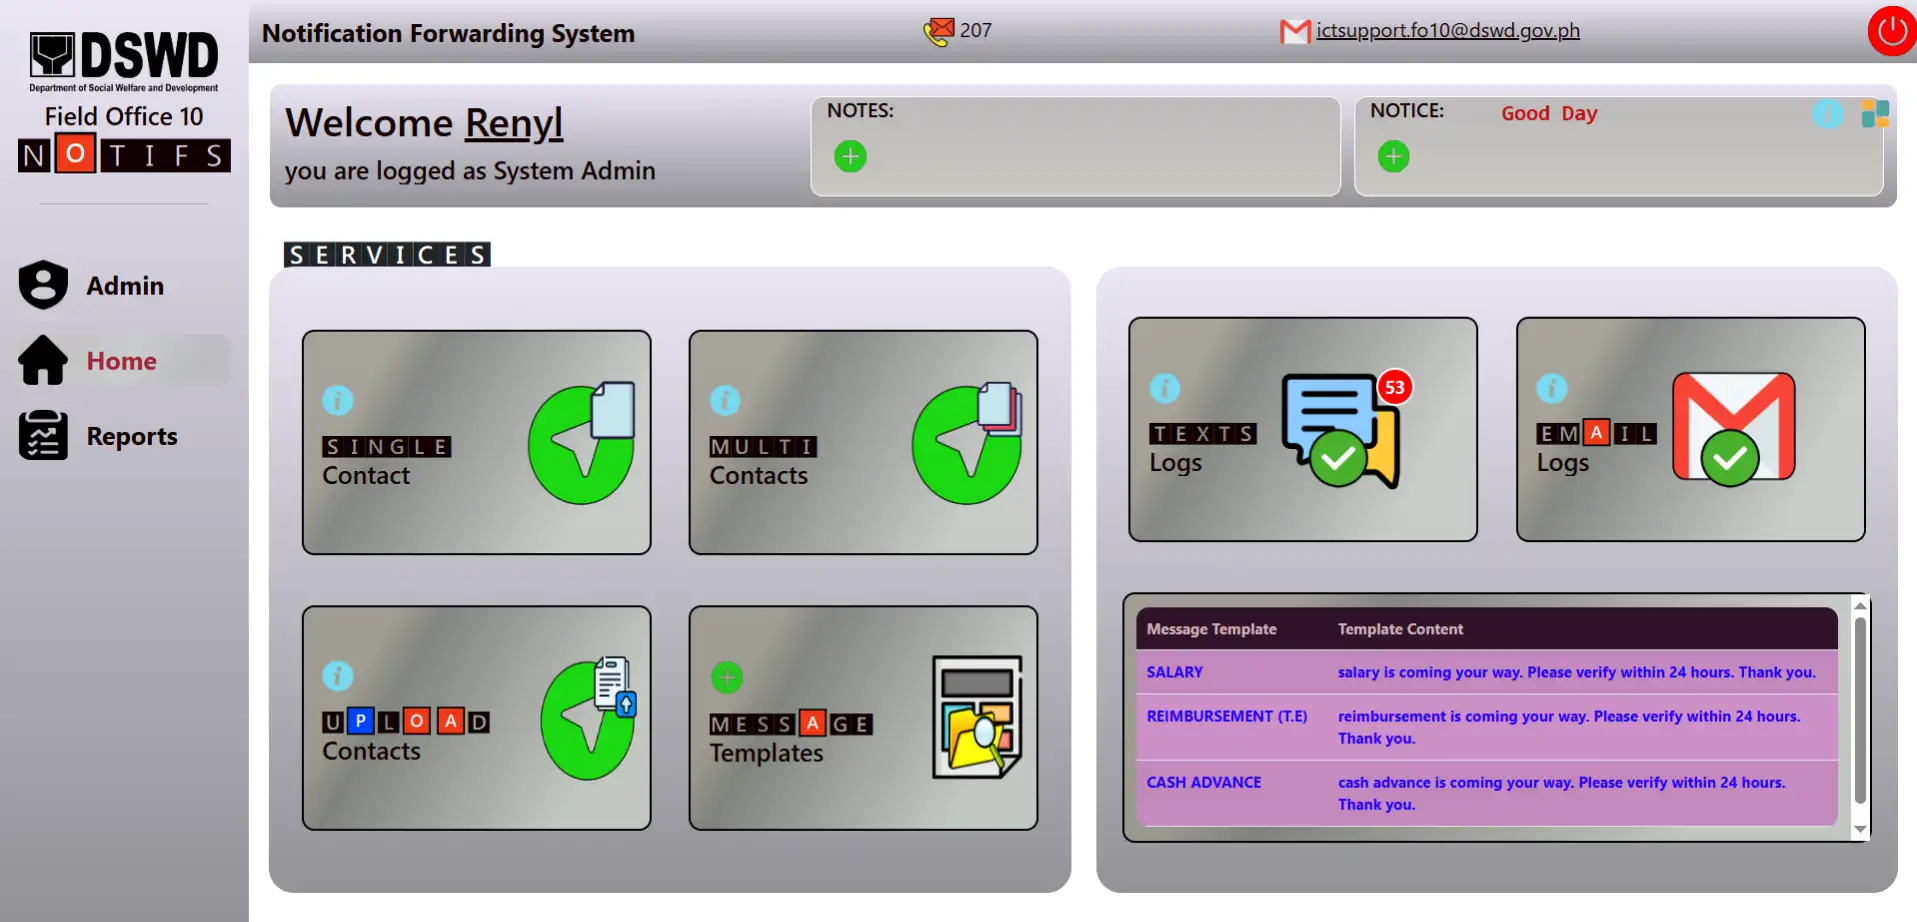 DSWD
Department of Social Welfare and Development
Field Office 10
NOTIFS
Admin
Home
Reports
Notification Forwarding System
207
ictsupport.fo10@dswd.gov.ph
Welcome Renyl
you are logged as System Admin
NOTES:
NOTICE: Good Day
SERVICES
SINGLE
Contact
MULTI
Contacts
UPLOAD
Contacts
MESSAGE
Templates
TEXTS
Logs
53
EMAIL
Logs
Message Template Template Content
SALARY salary is coming your way. Please verify within 24 hours. Thank you.
REIMBURSEMENT (T.E) reimbursement is coming your way. Please verify within 24 hours.
Thank you.
CASH ADVANCE cash advance is coming your way. Please verify within 24 hours.
Thank you.